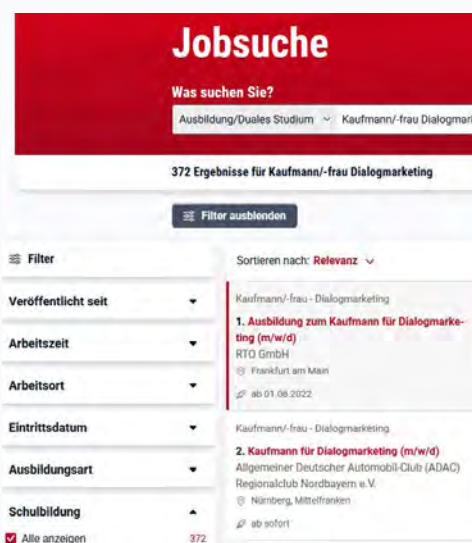 Jobsuche
Was suchen Sie?
Ausbildung/Duales Studium
Kaufmann/-frau Dialogmark
372 Ergebnisse für Kaufmann/-frau Dialogmarketing
Filter ausblenden
Filter
Veröffentlicht seit
Arbeitszeit
Arbeitsort
Eintrittsdatum
Ausbildungsart
Schulbildung
Alle anzeigen 372
Sortieren nach: Relevanz
Kaufmann/-frau - Dialogmarketing
1. Ausbildung zum Kaufmann für Dialogmarke-
ting (m/w/d)
RTO GmbH
Frankfurt am Main
ab 01.08.2022
Kaufmann/-frau - Dialogmarketing
2. Kaufmann für Dialogmarketing (m/w/d)
Allgemeiner Deutscher Automobil-Club (ADAC)
Regionalclub Nordbayern e.V.
Nürnberg, Mittelfranken
ab sofort